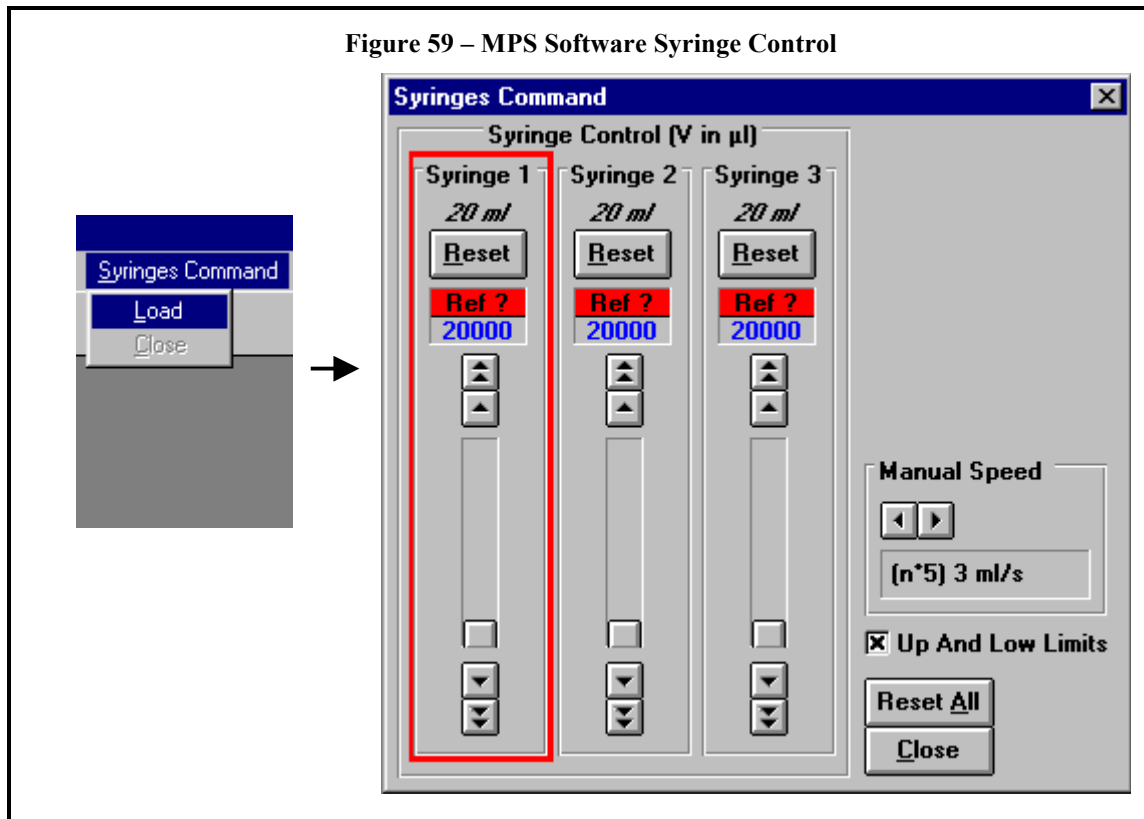 Figure 59 – MPS Software Syringe Control
Syringes Command
Load
Close
Syringes Command
Syringe Control (V in µl)
Syringe 1 Syringe 2 Syringe 3
20 ml 20 ml 20 ml
Reset Reset Reset
Ref ? Ref ? Ref ?
20000 20000 20000
Manual Speed
(n*5) 3 ml/s
Up And Low Limits
Reset All
Close